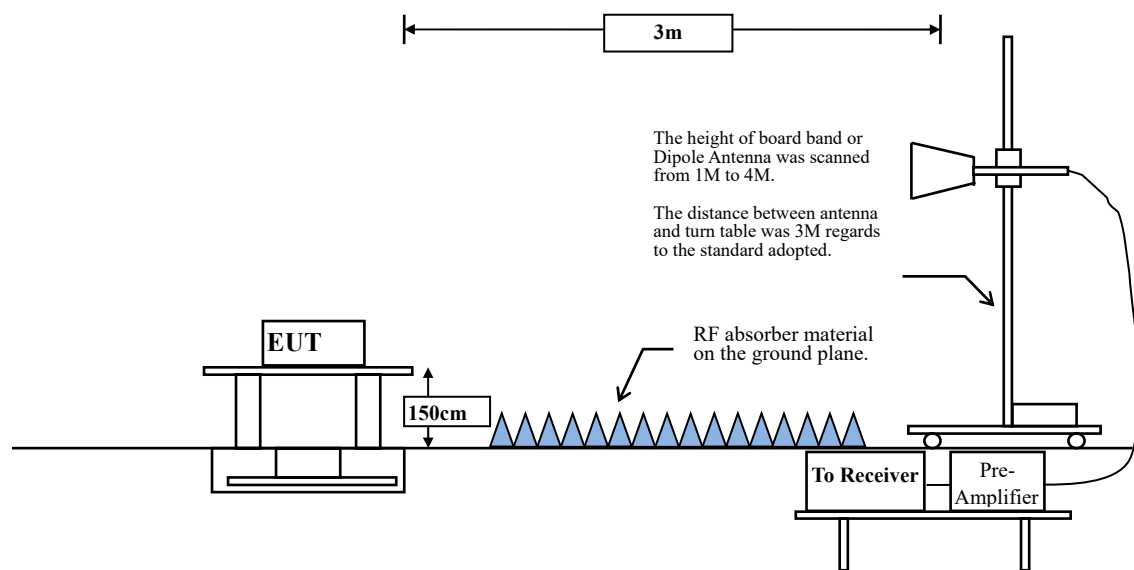 3m
The height of board band or
Dipole Antenna was scanned
from 1M to 4M.
The distance between antenna
and turn table was 3M regards
to the standard adopted.
EUT
RF absorber material
on the ground plane.
150cm
To Receiver
Pre-
Amplifier